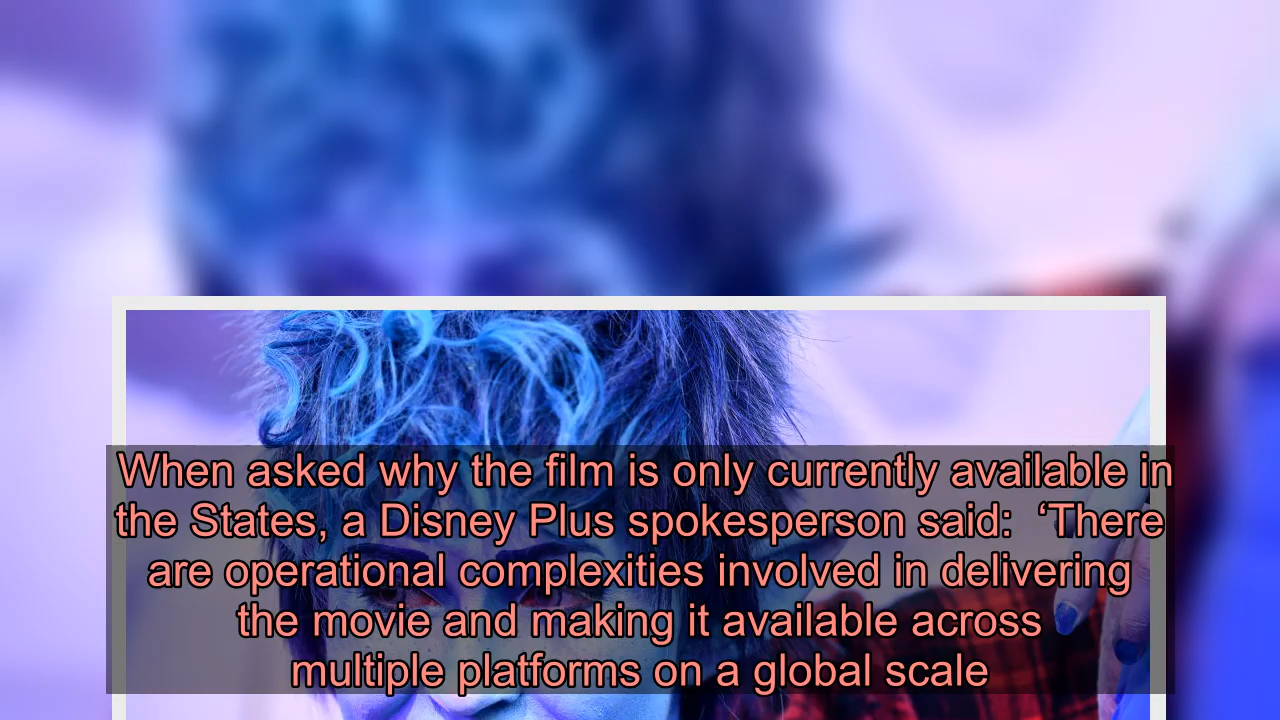 When asked why the film is only currently available in
the States, a Disney Plus spokesperson said:  ‘There
are operational complexities involved in delivering
the movie and making it available across
multiple platforms on a global scale